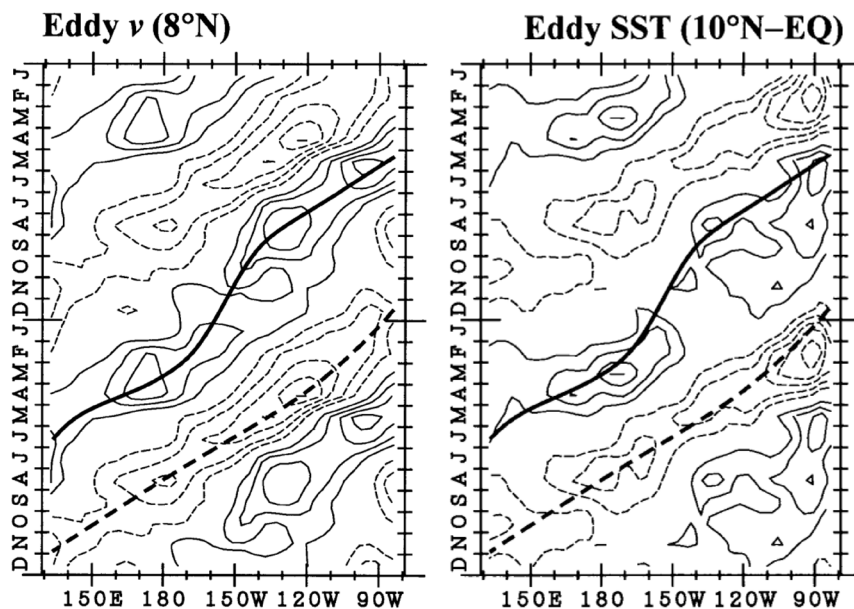 Eddy v (8°N)
D N O S A J J M A M F J D N O S A J J M A M F J
150E 180 150W 120W 90W
Eddy SST (10°N–EQ)
D N O S A J J M A M F J D N O S A J J M A M F J
150E 180 150W 120W 90W